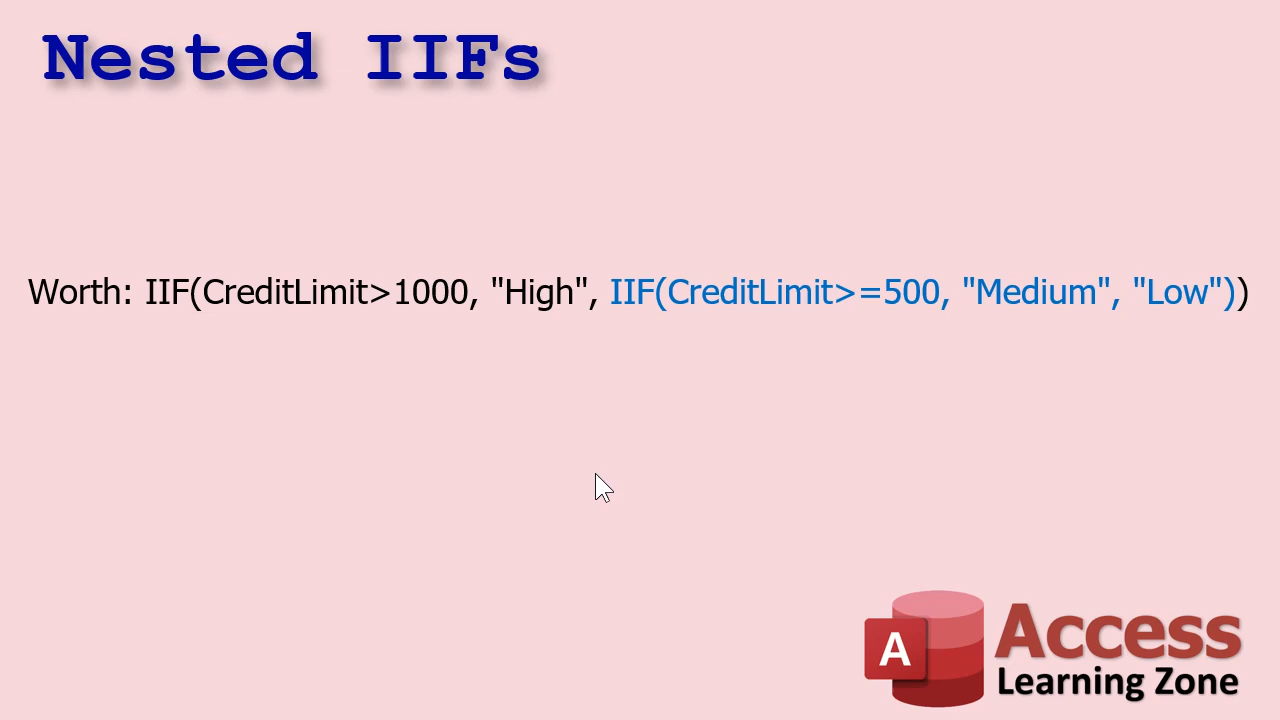 Nested IIFs
Worth: IIF(CreditLimit>1000, "High", IIF(CreditLimit>=500, "Medium", "Low"))
A
Access
Learning Zone